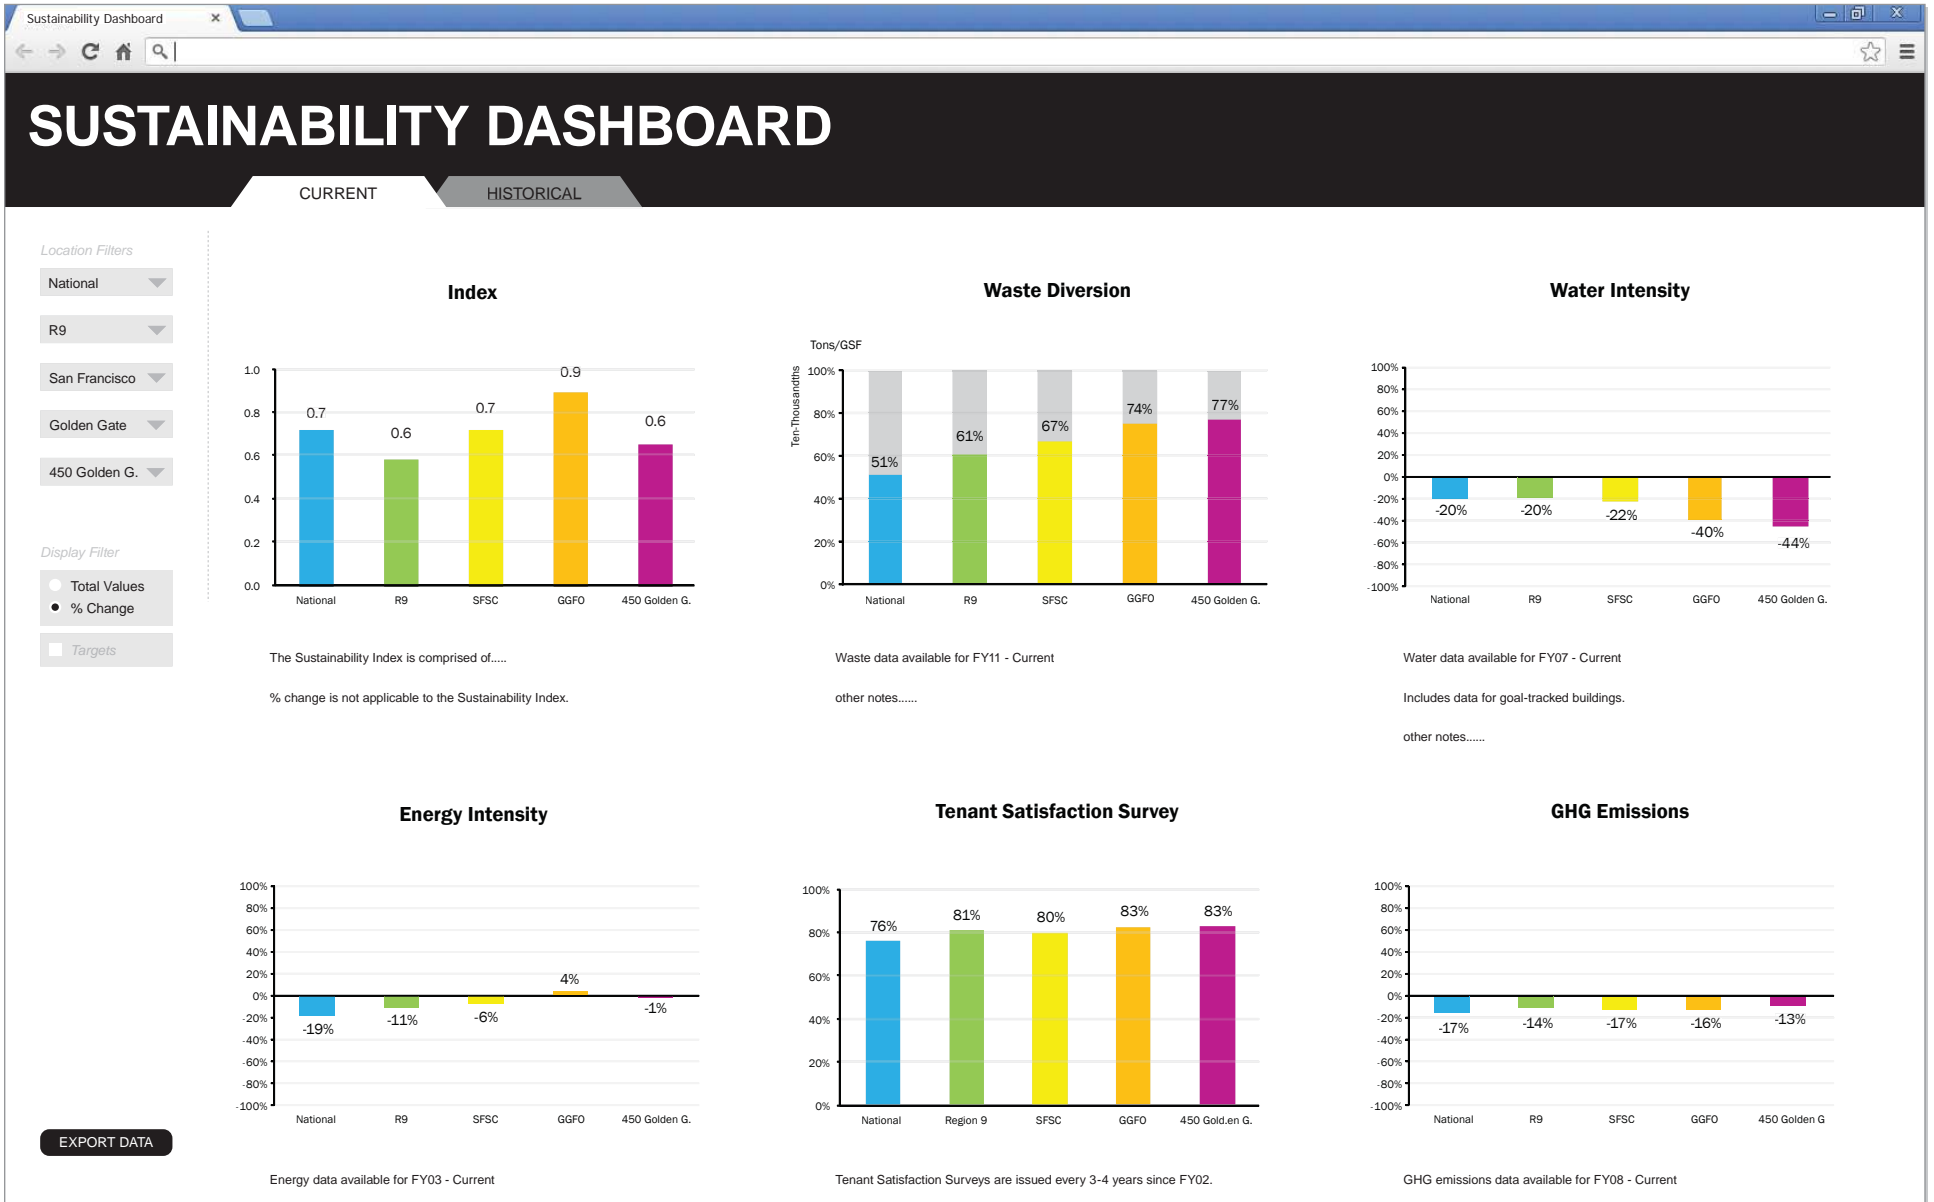 Sustainability Dashboard
SUSTAINABILITY DASHBOARD
CURRENT
HISTORICAL
Location Filters
National
R9
San Francisco
Golden Gate
450 Golden G.
Display Filter
Total Values
% Change
Targets
EXPORT DATA
Index
1.0
0.8
0.6
0.4
0.2
0.0
0.7
0.6
0.7
0.9
0.6
National R9 SFSC GGFO 450 Golden G.
The Sustainability Index is comprised of.....
% change is not applicable to the Sustainability Index.
Waste Diversion
Tons/GSF
Ten-Thousandths
100%
80%
60%
40%
20%
0%
51%
61%
67%
74%
77%
National R9 SFSC GGFO 450 Golden G.
Waste data available for FY11 - Current
other notes......
Water Intensity
100%
80%
60%
40%
20%
0%
-20%
-40%
-60%
-80%
-100%
-20%
-20%
-22%
-40%
-44%
National R9 SFSC GGFO 450 Golden G.
Water data available for FY07 - Current
Includes data for goal-tracked buildings.
other notes......
Energy Intensity
100%
80%
60%
40%
20%
0%
-20%
-40%
-60%
-80%
-100%
-19%
-11%
-6%
4%
-1%
National R9 SFSC GGFO 450 Golden G.
Energy data available for FY03 - Current
Tenant Satisfaction Survey
100%
80%
60%
40%
20%
0%
76%
81%
80%
83%
83%
National Region 9 SFSC GGFO 450 Gold.en G.
Tenant Satisfaction Surveys are issued every 3-4 years since FY02.
GHG Emissions
100%
80%
60%
40%
20%
0%
-20%
-40%
-60%
-80%
-100%
-17%
-14%
-17%
-16%
-13%
National R9 SFSC GGFO 450 Golden G
GHG emissions data available for FY08 - Current